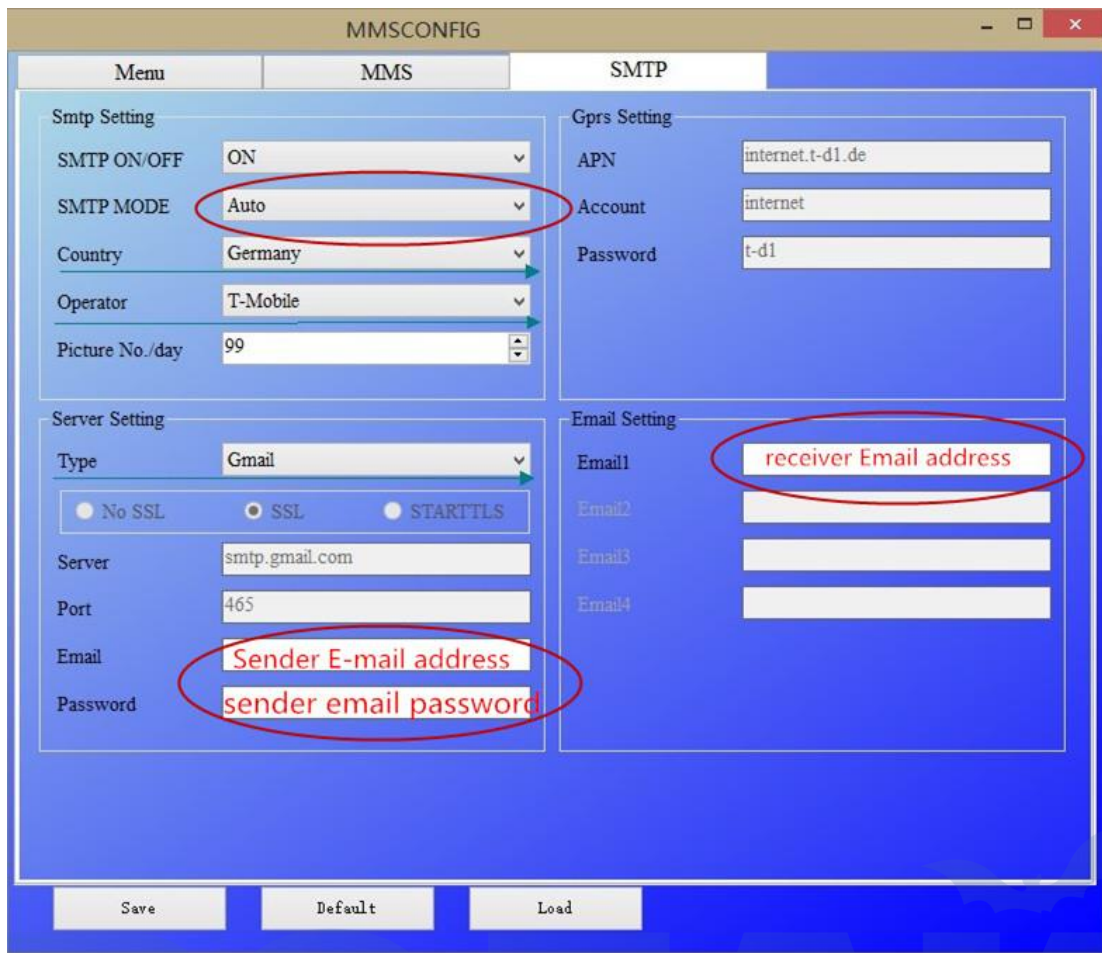 MMSCONFIG
Menu
MMS
SMTP
Smtp Setting
SMTP ON/OFF
ON
SMTP MODE
Auto
Country
Germany
Operator
T-Mobile
Picture No./day
99
Gprs Setting
APN
internet.t-d1.de
Account
internet
Password
t-d1
Server Setting
Type
Gmail
No SSL
SSL
STARTTLS
Server
smtp.gmail.com
Port
465
Email
Sender E-mail address
Password
sender email password
Email Setting
Email1
receiver Email address
Email2
Email3
Email4
Save
Default
Load